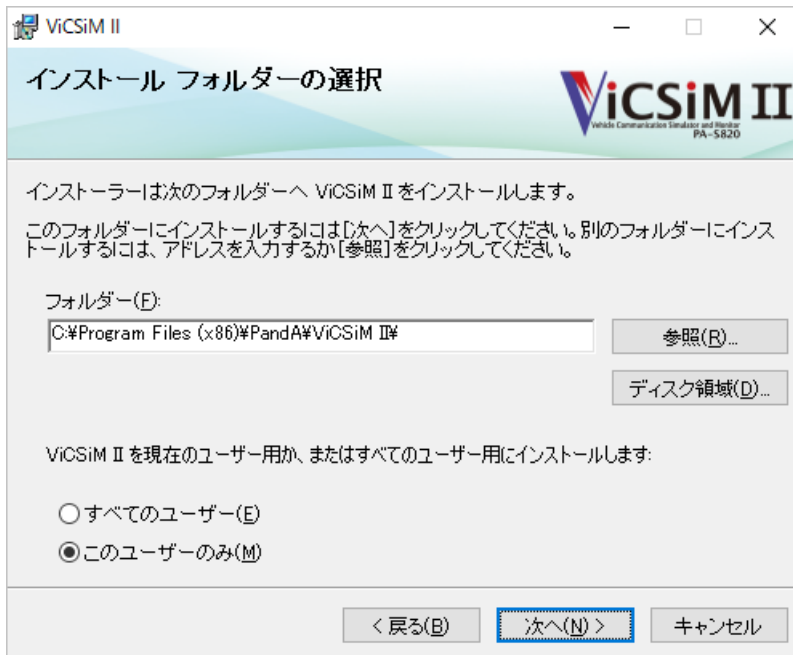 ViCSiM II
インストール フォルダーの選択
ViCSiM II
Vehicle Communication Simulator and Monitor
PA-5820
インストーラーは次のフォルダーへ ViCSiM Ⅱ をインストールします。
このフォルダーにインストールするには[次へ]をクリックしてください。別のフォルダーにインス
トールするには、アドレスを入力するか[参照]をクリックしてください。
フォルダー(F):
C:¥Program Files (x86)¥PandA¥ViCSiM Ⅱ¥
参照(R)...
ディスク領域(D)...
ViCSiM Ⅱ を現在のユーザー用か、またはすべてのユーザー用にインストールします:
すべてのユーザー(E)
このユーザーのみ(M)
< 戻る(B)
次へ(N) >
キャンセル